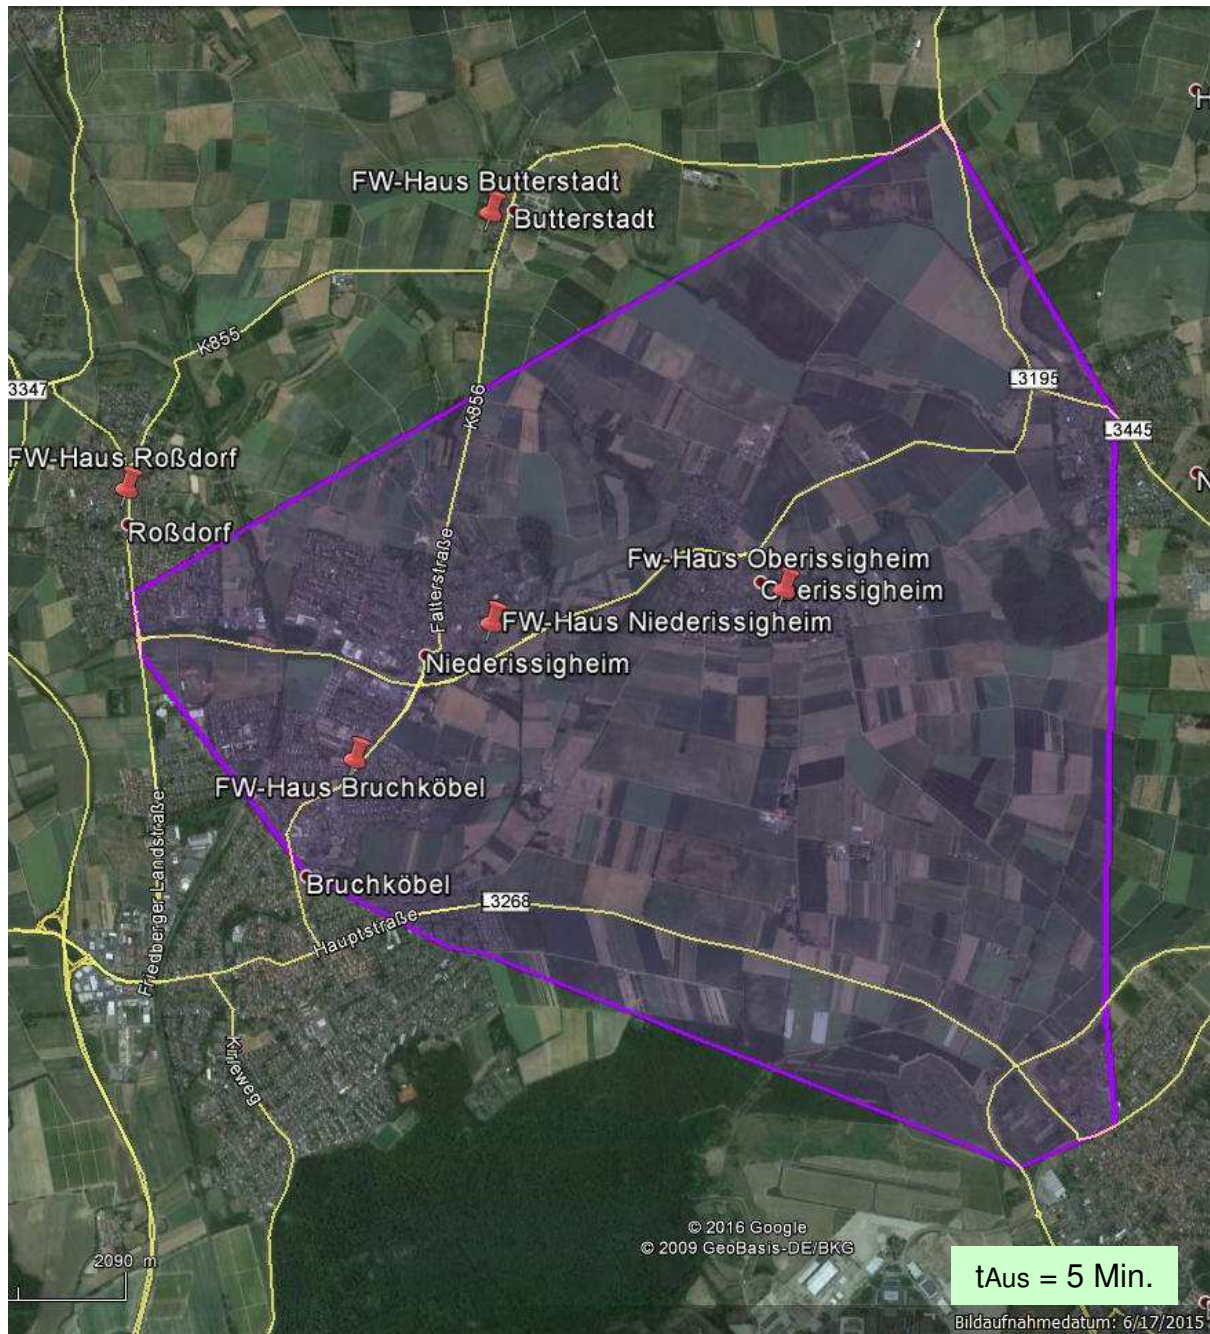 H
FW-Haus Butterstadt
Butterstadt
K855
L3195
3347
K856
L3445
FW-Haus Roßdorf
N
Roßdorf
Falterstraße
Fw-Haus Oberissigheim
Oberissigheim
FW-Haus Niederissigheim
Niederissigheim
FW-Haus Bruchköbel
Friedberger Landstraße
Bruchköbel
L3268
Hauptstraße
Kirleweg
© 2016 Google
© 2009 GeoBasis-DE/BKG
2090 m
tAus = 5 Min.
Bildaufnahmedatum: 6/17/2015